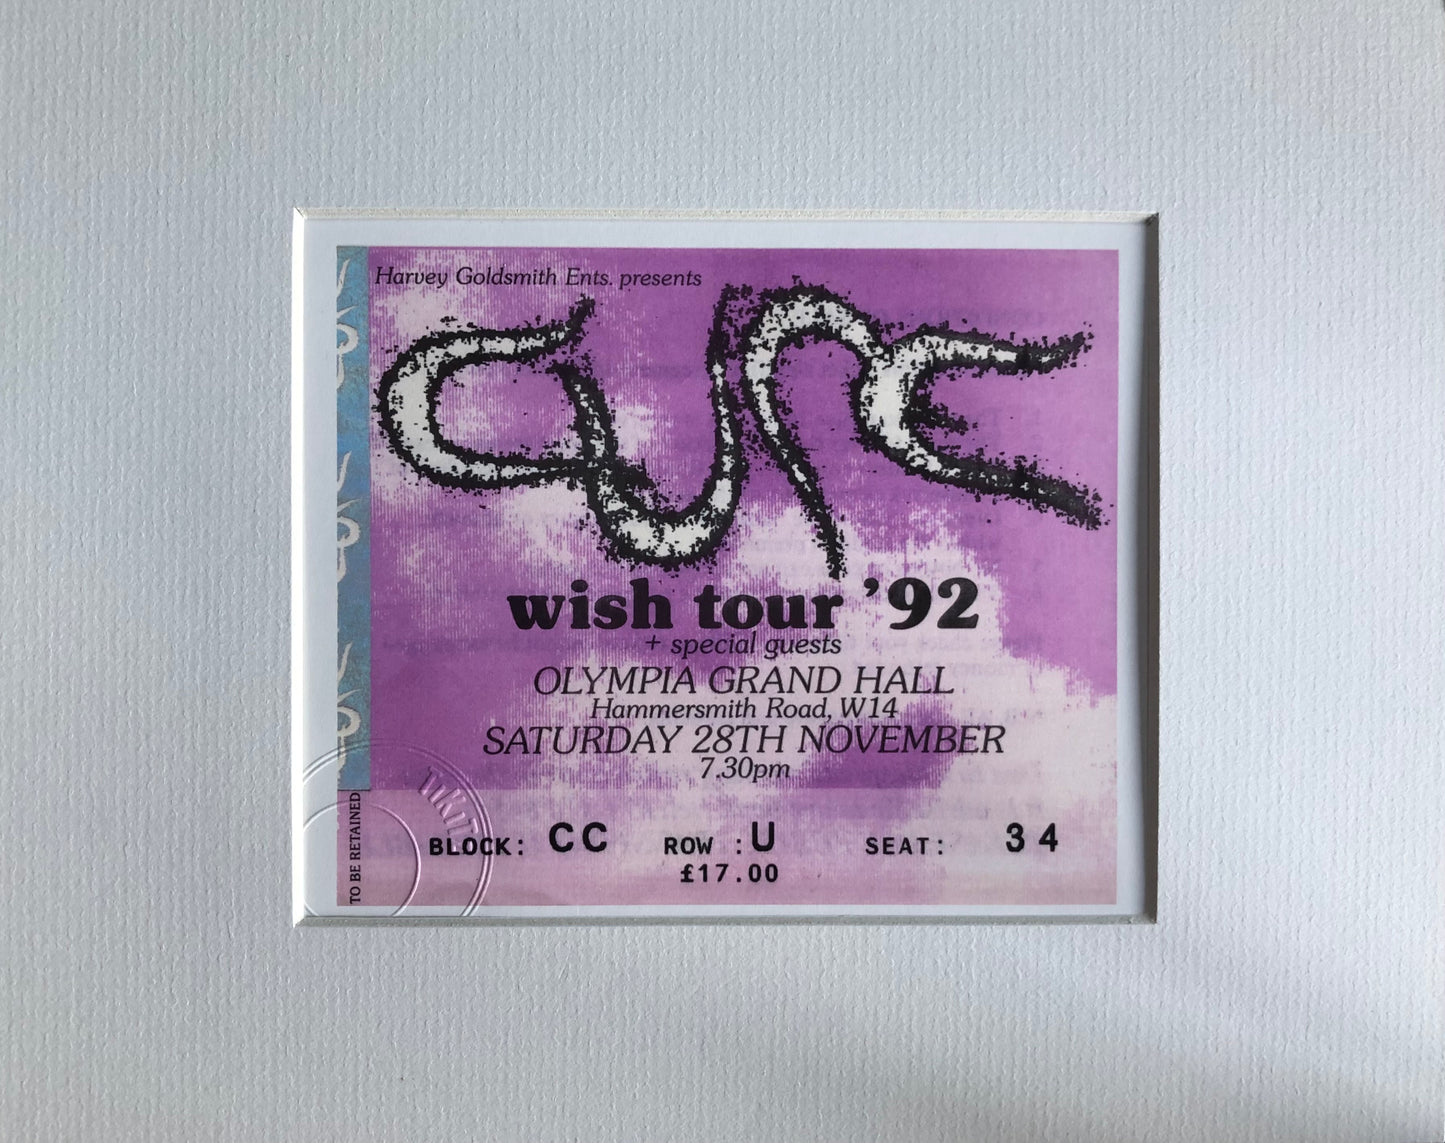 Harvey Goldsmith Ents. presents
CURE
wish tour '92
+ special guests
OLYMPIA GRAND HALL
Hammersmith Road, W14
SATURDAY 28TH NOVEMBER
7.30pm
BLOCK: CC ROW : U SEAT: 34
£17.00
TO BE RETAINED